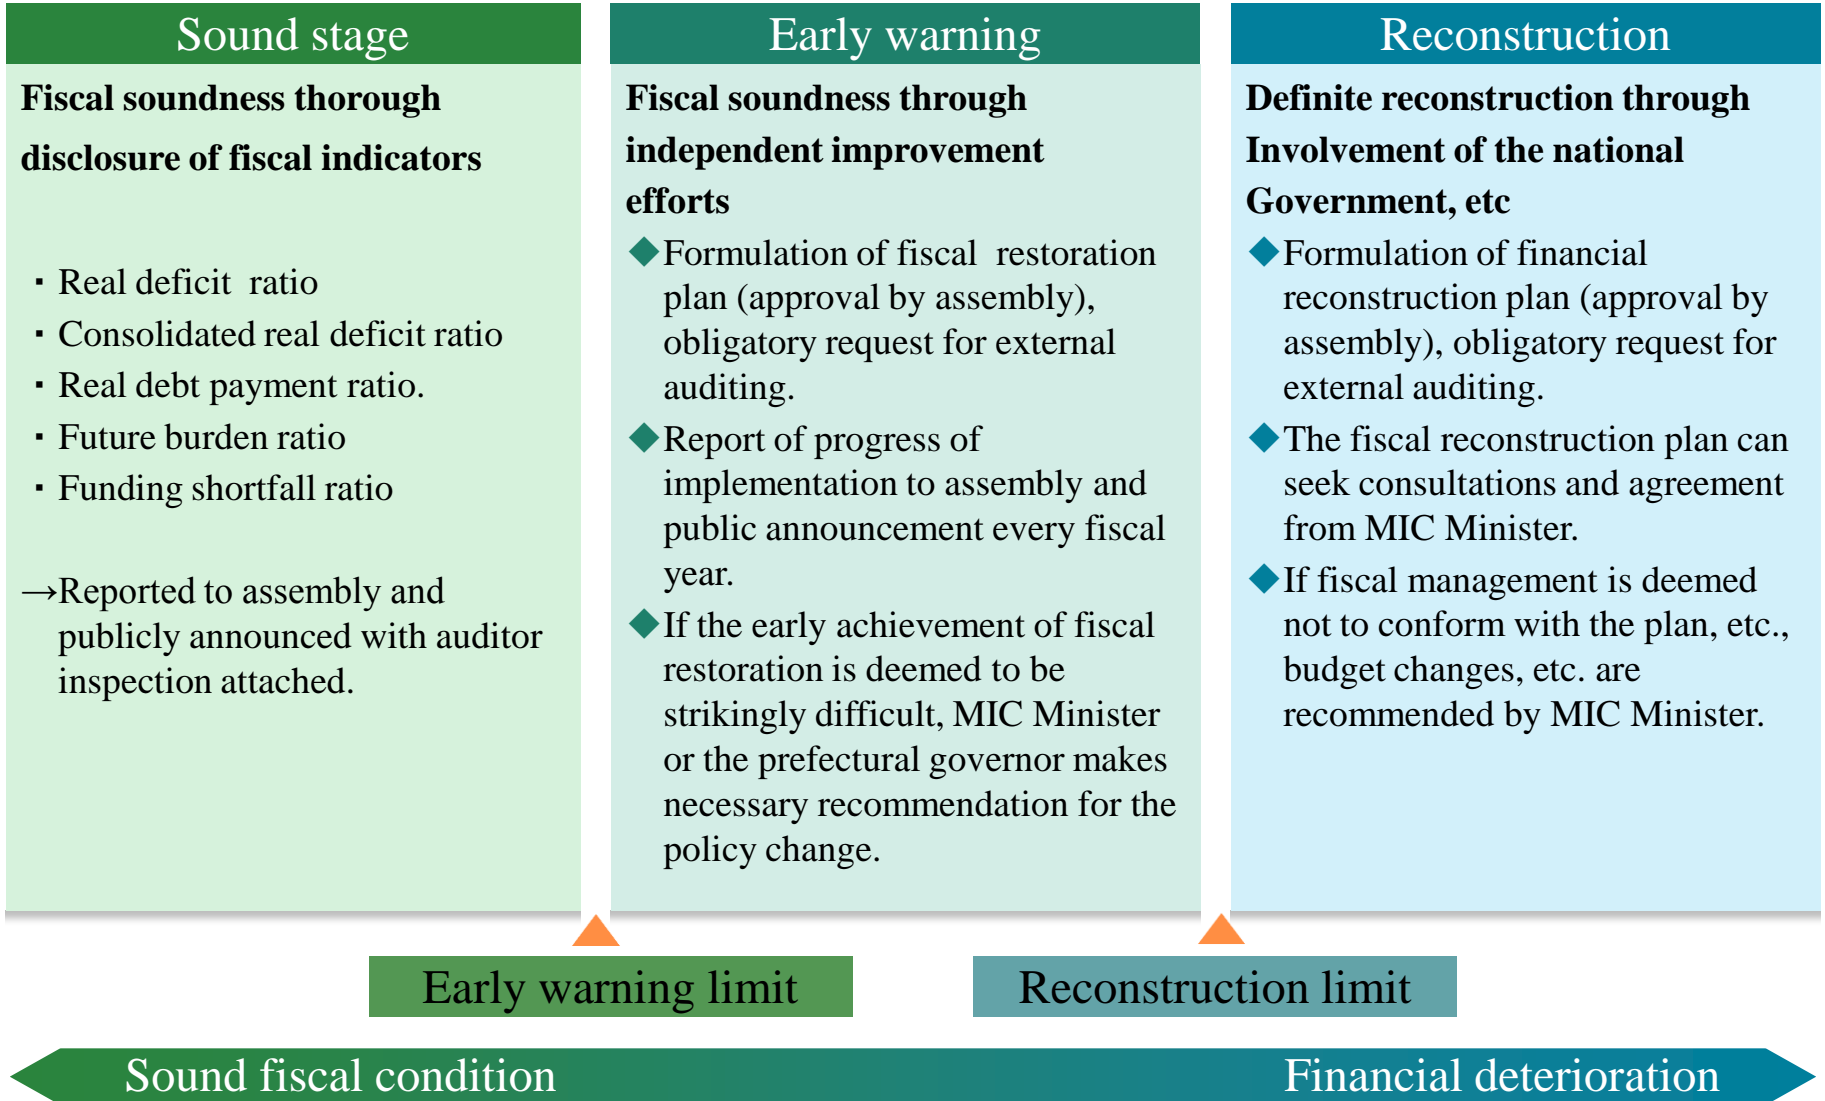 Sound stage
Fiscal soundness thorough
disclosure of fiscal indicators
・Real deficit ratio
・Consolidated real deficit ratio
・Real debt payment ratio.
・Future burden ratio
・Funding shortfall ratio
→Reported to assembly and
publicly announced with auditor
inspection attached.
Early warning
Fiscal soundness through
independent improvement
efforts
◆Formulation of fiscal restoration
plan (approval by assembly),
obligatory request for external
auditing.
◆Report of progress of
implementation to assembly and
public announcement every fiscal
year.
◆If the early achievement of fiscal
restoration is deemed to be
strikingly difficult, MIC Minister
or the prefectural governor makes
necessary recommendation for the
policy change.
Reconstruction
Definite reconstruction through
Involvement of the national
Government, etc
◆Formulation of financial
reconstruction plan (approval by
assembly), obligatory request for
external auditing.
◆The fiscal reconstruction plan can
seek consultations and agreement
from MIC Minister.
◆If fiscal management is deemed
not to conform with the plan, etc.,
budget changes, etc. are
recommended by MIC Minister.
Early warning limit
Reconstruction limit
Sound fiscal condition
Financial deterioration